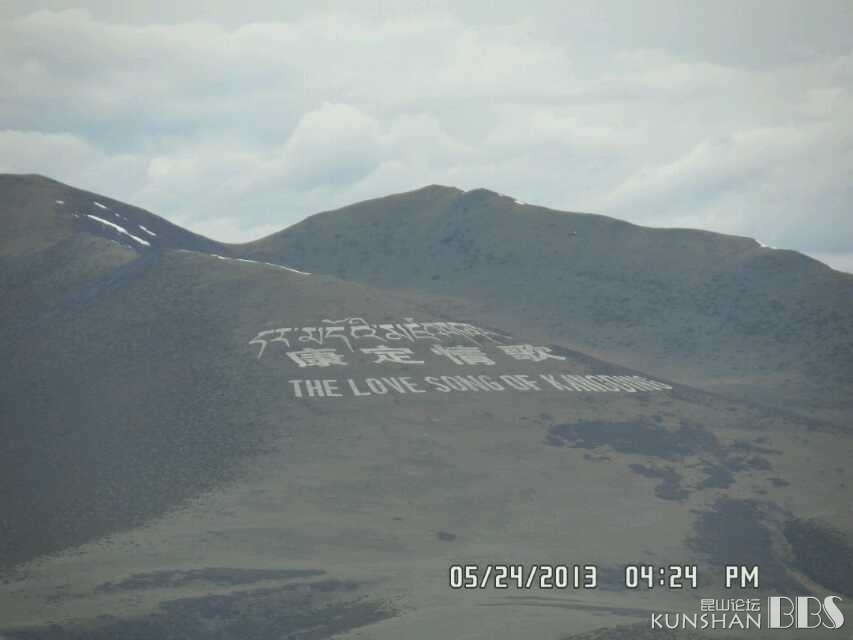 康定情歌
THE LOVE SONG OF KANGDING
05/24/2013 04:24 PM
昆山论坛
KUNSHAN BBS